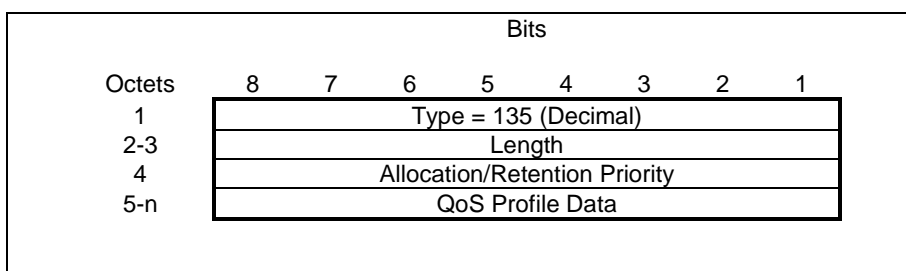 Bits
Octets 8 7 6 5 4 3 2 1
1 Type = 135 (Decimal)
2-3 Length
4 Allocation/Retention Priority
5-n QoS Profile Data